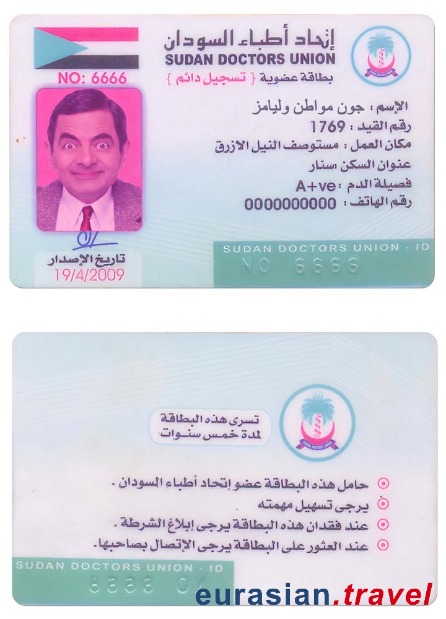 إتحاد أطباء السودان
SUDAN DOCTORS UNION
بطاقة عضوية { تسجيل دائم }
NO: 6666
الإسم : جون مواطن وليامز
رقم القيد : 1769
مكان العمل : مستوصف النيل الازرق
عنوان السكن: سنار
فصيلة الدم : A+ve
رقم الهاتف : 0000000000
تاريخ الإصدار
19/4/2009
SUDAN DOCTORS UNION - ID
NO 6666
تسرى هذه البطاقة
لمدة خمس سنوات
حامل هذه البطاقة عضو إتحاد أطباء السودان .
يرجى تسهيل مهمته
عند فقدان هذه البطاقة يرجى إبلاغ الشرطة .
عند العثور على البطاقة يرجى الإتصال بصاحبها.
SUDAN DOCTORS UNION - ID
eurasian.travel